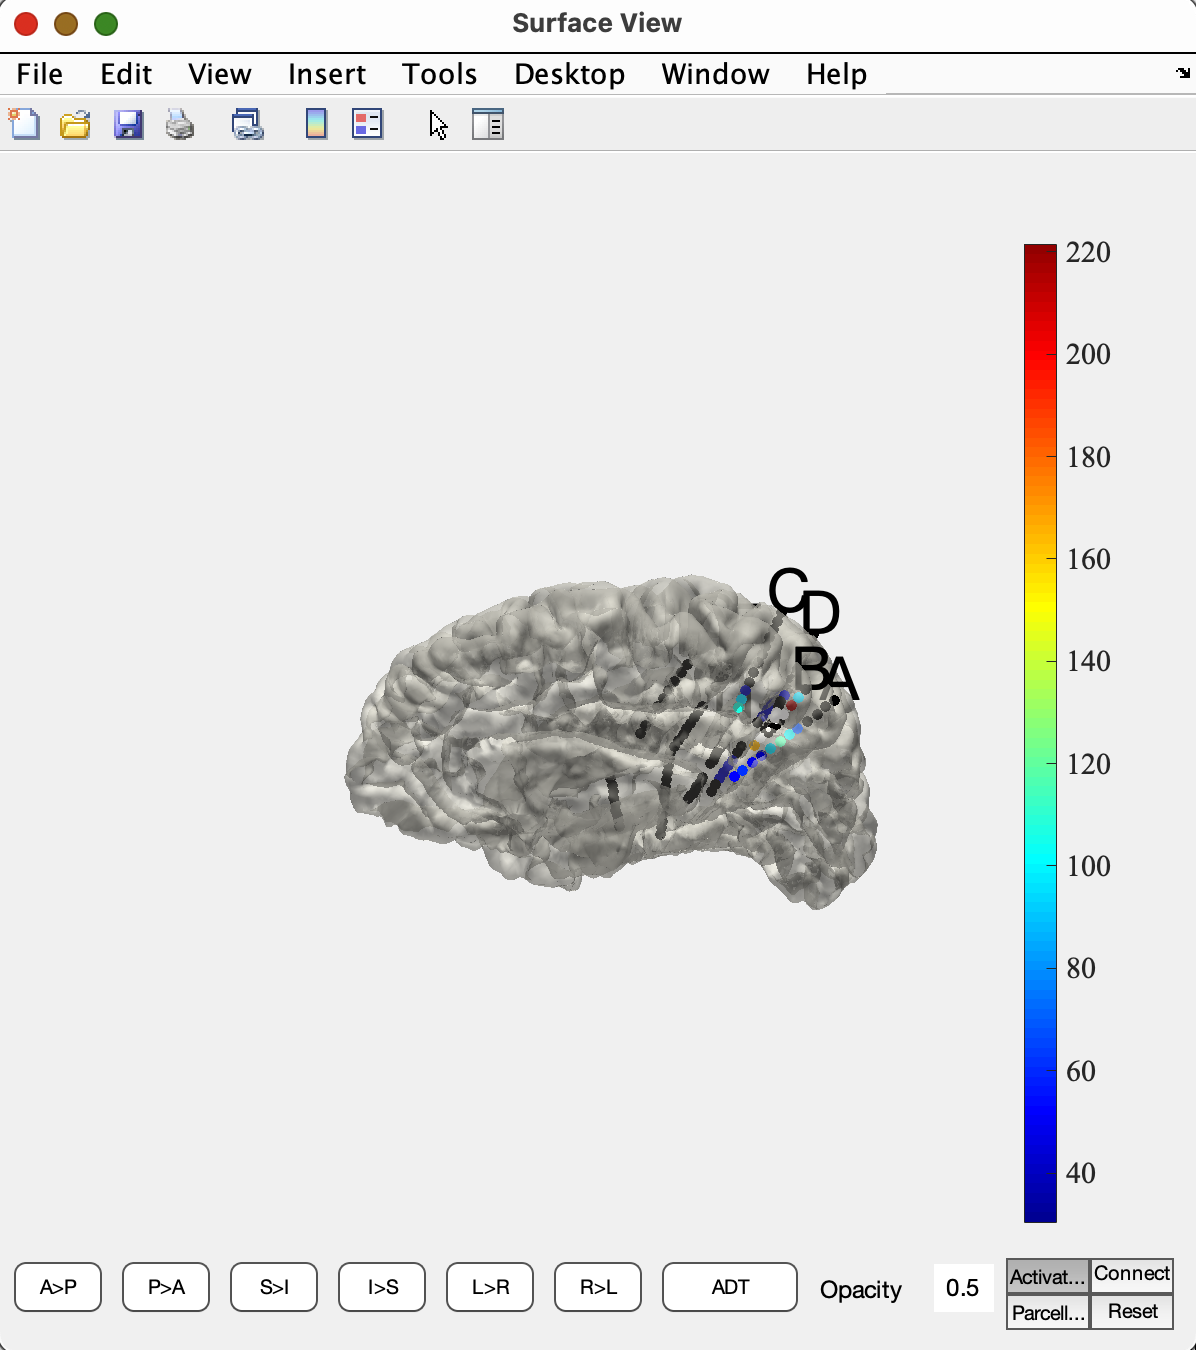 Surface View
File Edit View Insert Tools Desktop Window Help
220
200
180
160
140
120
100
80
60
40
C
D
B
A
A>P P>A S>I I>S L>R R>L ADT Opacity 0.5 Activat... Connect
Parcell... Reset